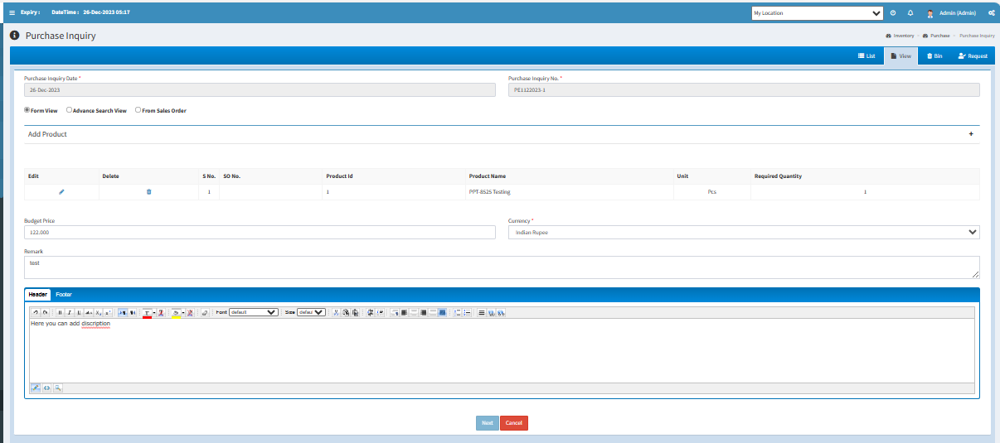 Expiry : DateTime : 26-Dec-2023 05:17 My Location Admin (Admin)
Purchase Inquiry Inventory > Purchase > Purchase Inquiry
List View Bin Request
Purchase Inquiry Date * Purchase Inquiry No. *
26-Dec-2023 PE1122023-1
Form View Advance Search View From Sales Order
Add Product +
Edit Delete S No. SO No. Product Id Product Name Unit Required Quantity
1 1 PPT-8525 Testing Pcs 1
Budget Price Currency *
122.000 Indian Rupee
Remark
test
Header Footer
Font default Size default
Here you can add discription
Next Cancel